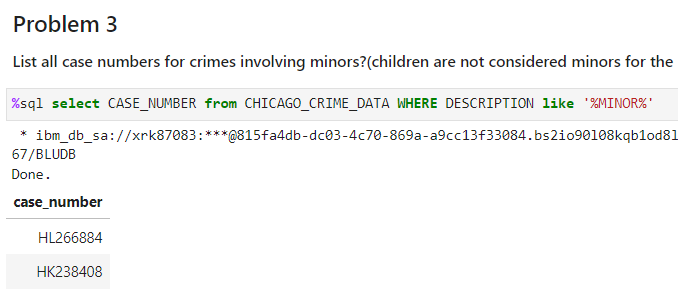 Problem 3
List all case numbers for crimes involving minors?(children are not considered minors for the
%sql select CASE_NUMBER from CHICAGO_CRIME_DATA WHERE DESCRIPTION like '%MINOR%'
* ibm_db_sa://xrk87083:***@815fa4db-dc03-4c70-869a-a9cc13f33084.bs2io90l08kqb1od8l
67/BLUDB
Done.
case_number
HL266884
HK238408